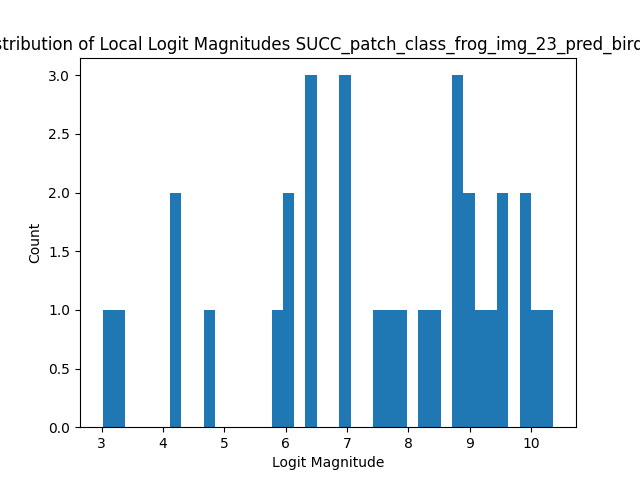 stribution of Local Logit Magnitudes SUCC_patch_class_frog_img_23_pred_bird
3.0
2.5
2.0
1.5
1.0
0.5
0.0
Count
3 4 5 6 7 8 9 10
Logit Magnitude